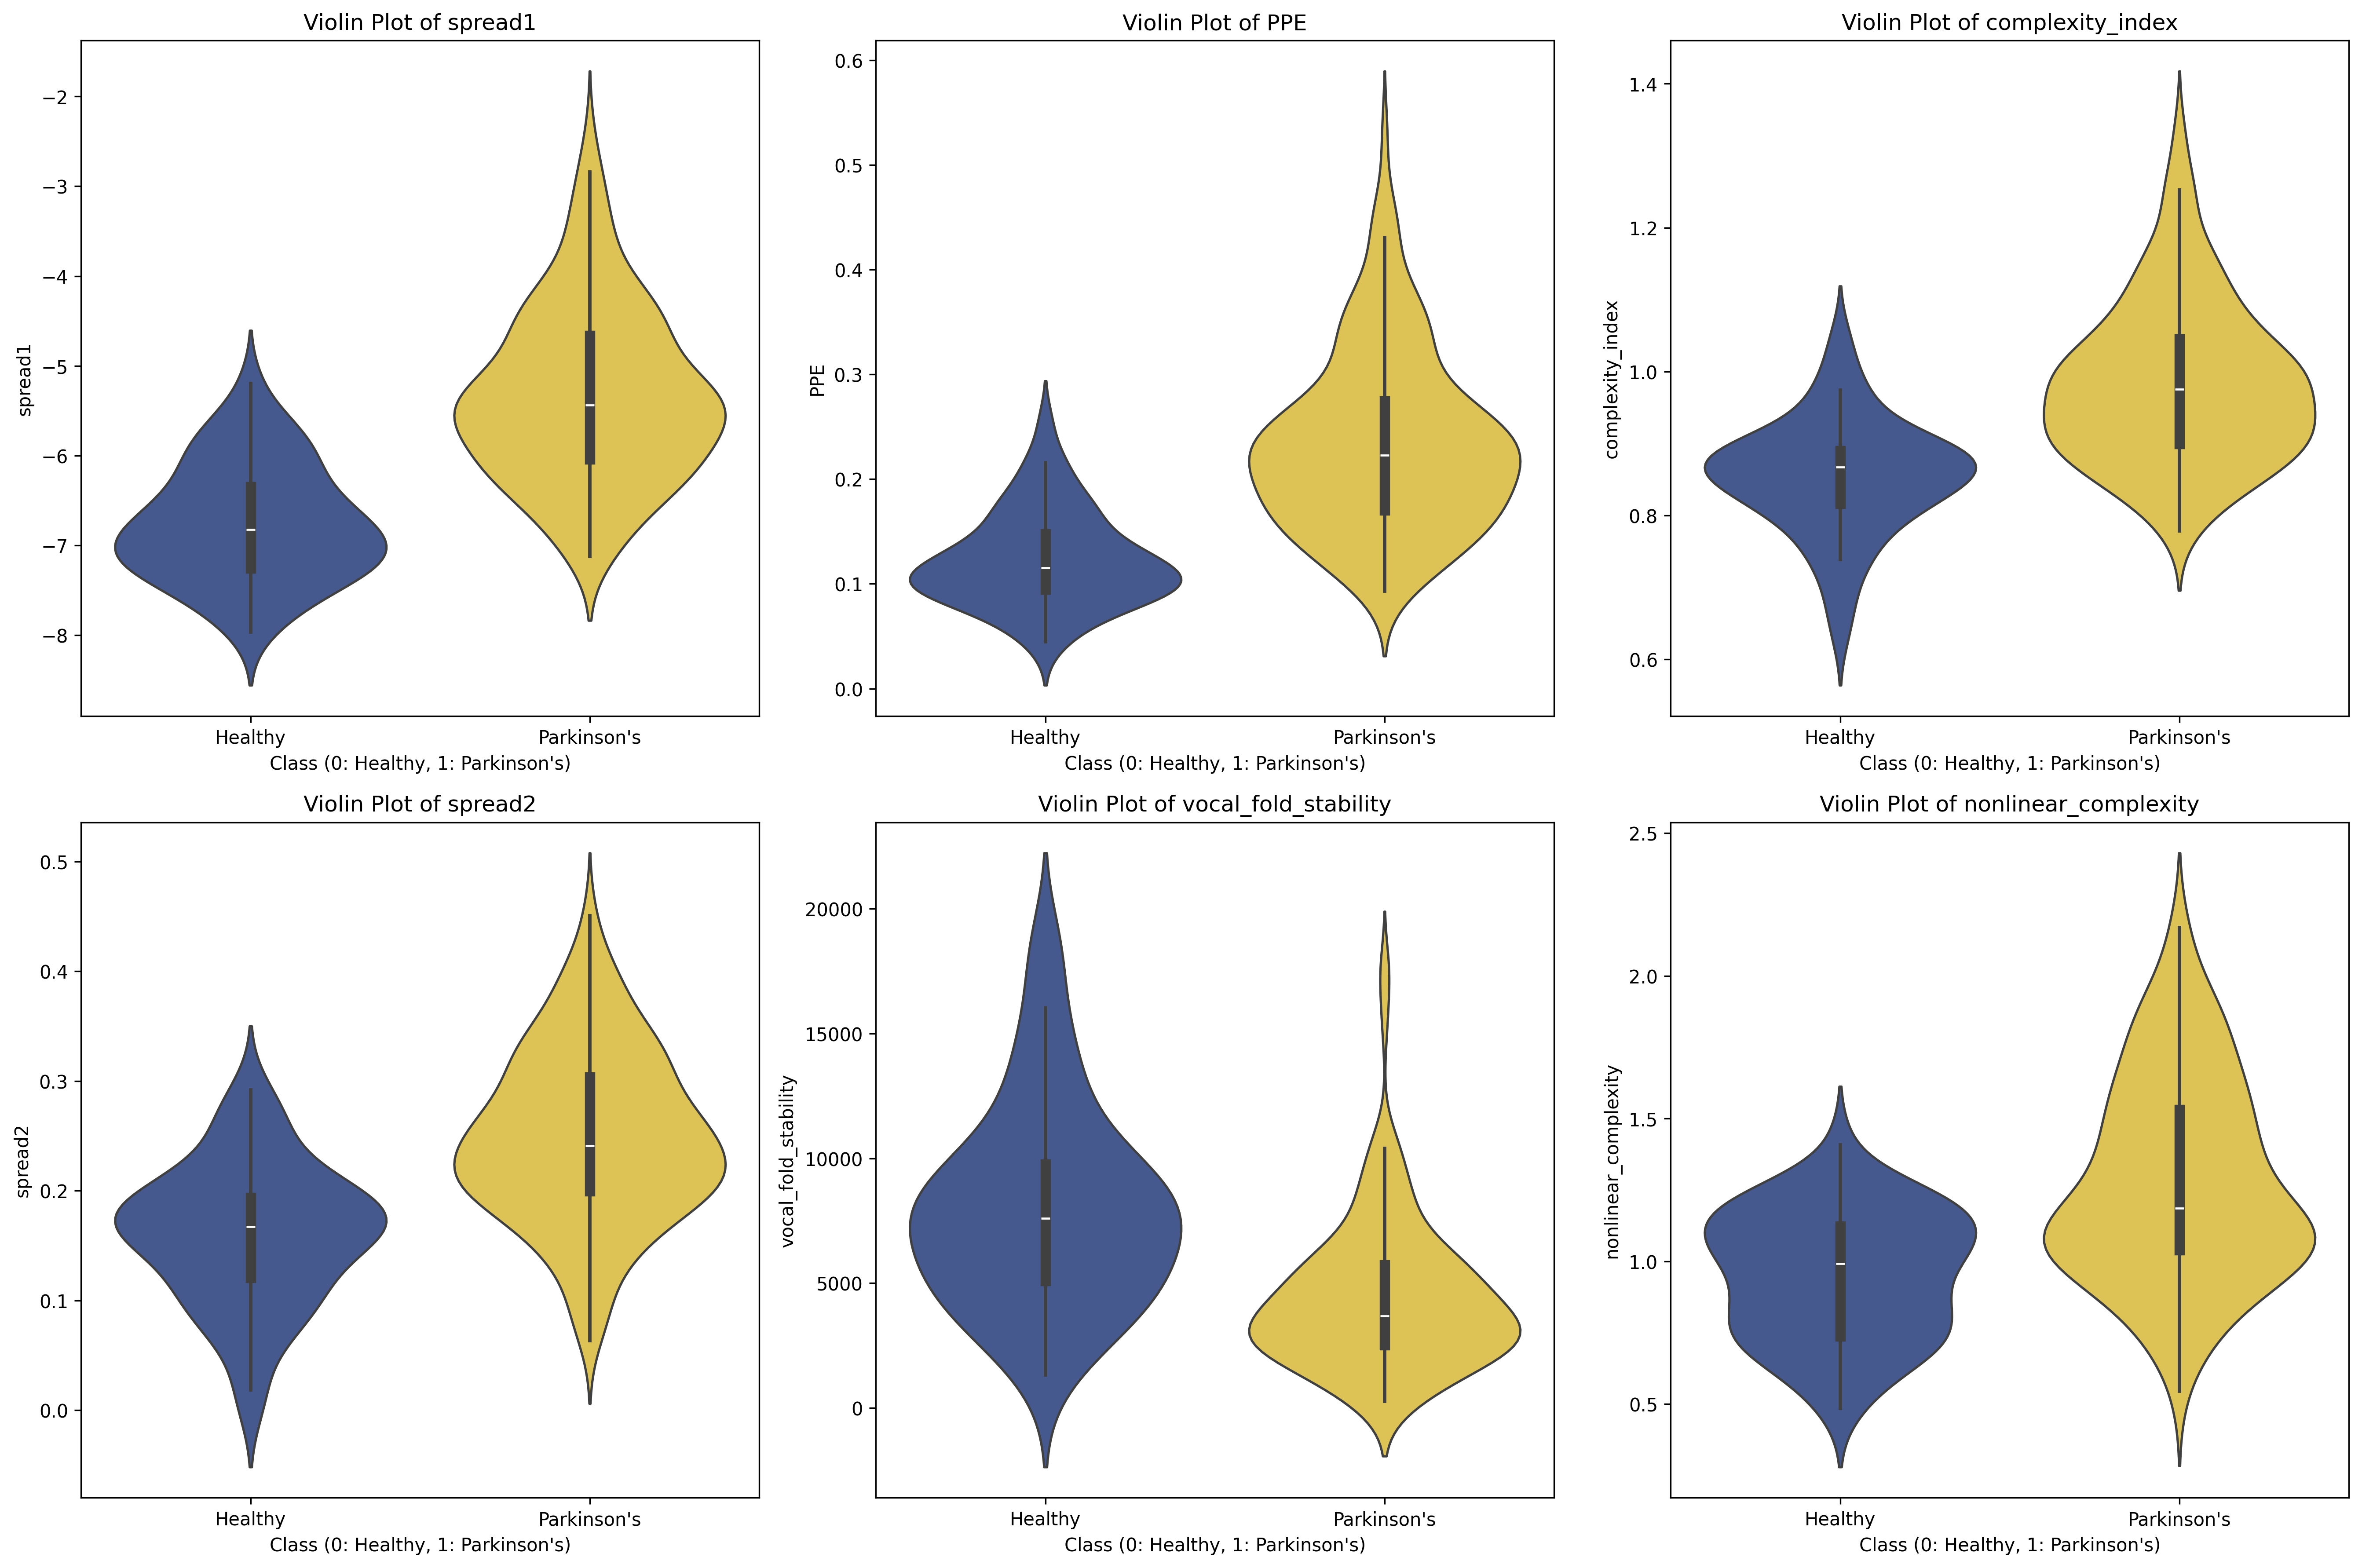 Violin Plot of spread1
−2
−3
−4
−5
−6
−7
−8
spread1
Healthy
Parkinson's
Class (0: Healthy, 1: Parkinson's)
Violin Plot of PPE
0.6
0.5
0.4
0.3
0.2
0.1
0.0
PPE
Healthy
Parkinson's
Class (0: Healthy, 1: Parkinson's)
Violin Plot of complexity_index
1.4
1.2
1.0
0.8
0.6
complexity_index
Healthy
Parkinson's
Class (0: Healthy, 1: Parkinson's)
Violin Plot of spread2
0.5
0.4
0.3
0.2
0.1
0.0
spread2
Healthy
Parkinson's
Class (0: Healthy, 1: Parkinson's)
Violin Plot of vocal_fold_stability
20000
15000
10000
5000
0
vocal_fold_stability
Healthy
Parkinson's
Class (0: Healthy, 1: Parkinson's)
Violin Plot of nonlinear_complexity
2.5
2.0
1.5
1.0
0.5
nonlinear_complexity
Healthy
Parkinson's
Class (0: Healthy, 1: Parkinson's)